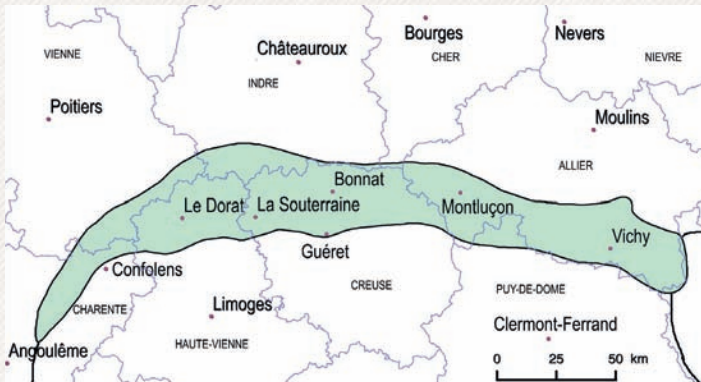 Bourges
Nevers
Châteauroux
VIENNE
CHER
NIEVRE
INDRE
Poitiers
Moulins
ALLIER
Bonnat
Le Dorat
La Souterraine
Montluçon
Guéret
Vichy
Confolens
CREUSE
PUY-DE-DOME
CHARENTE
Limoges
Clermont-Ferrand
HAUTE-VIENNE
Angoulême
0 25 50 km